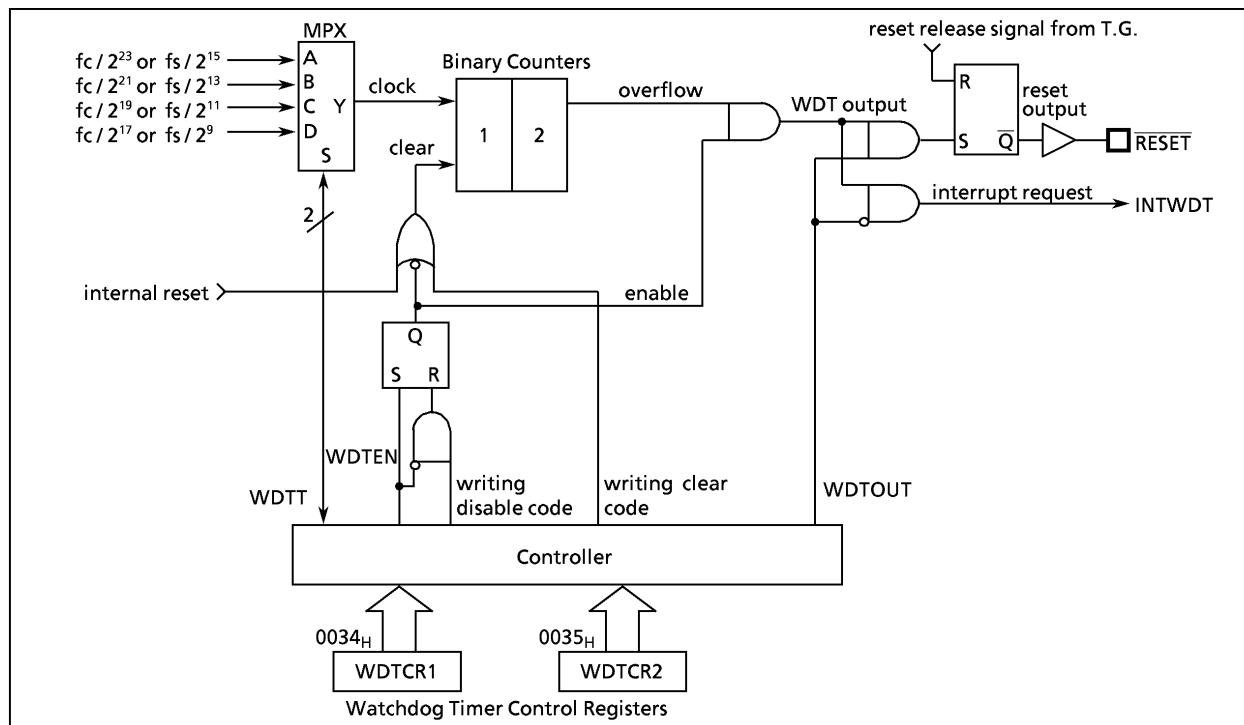 reset release signal from T.G.
MPX
fc / 2²³ or fs / 2¹⁵
fc / 2²¹ or fs / 2¹³
fc / 2¹⁹ or fs / 2¹¹
fc / 2¹⁷ or fs / 2⁹
A
B
C
D
Y
S
clock
Binary Counters
1
2
overflow
WDT output
R
S
Q̅
reset
output
R̅E̅S̅E̅T̅
clear
2
interrupt request
INTWDT
internal reset
enable
Q
S
R
WDTEN
WDTT
writing
disable code
writing clear
code
WDTOUT
Controller
0034H
0035H
WDTCR1
WDTCR2
Watchdog Timer Control Registers